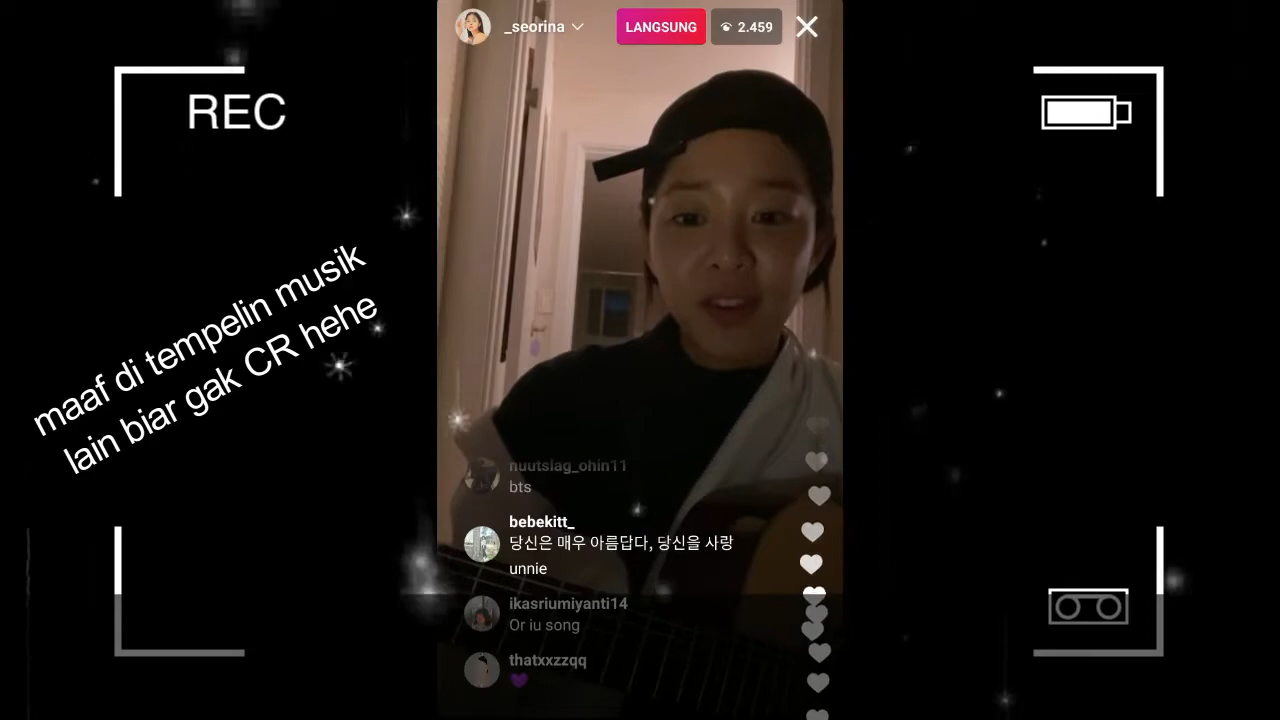 _seorina
LANGSUNG
2.459
REC
maaf di tempelin musik
lain biar gak CR hehe
nuutslag_ohin11
bts
bebekitt_
당신은 매우 아름답다, 당신을 사랑
unnie
ikasriumiyanti14
Or iu song
thatxxzzqq